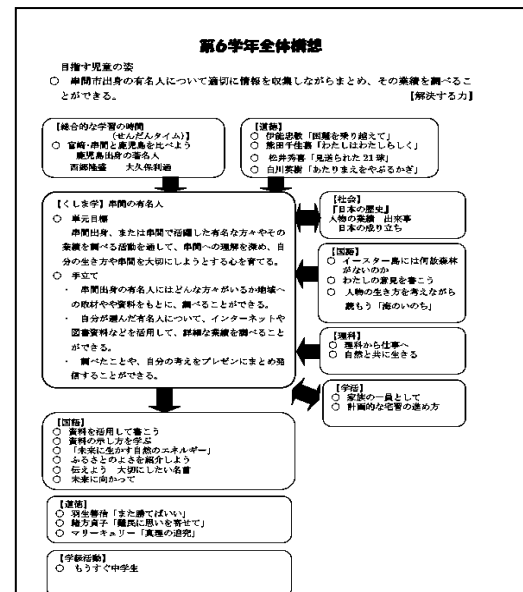 第6学年全体構想
目指す児童の姿
○ 串間市出身の有名人について適切に情報を収集しながらまとめ、その業績を調べるこ
とができる。 【解決する力】
【総合的な学習の時間
(せんだんタイム)】
○ 宮崎・串間と鹿児島を比べよう
鹿児島出身の著名人
西郷隆盛 大久保利通
【道徳】
○ 伊能忠敬「困難を乗り越えて」
○ 熊田千佳慕「わたしはわたしらしく」
○ 松井秀喜「見送られた21球」
○ 白川英樹「あたりまえをやぶるかぎ」
【くしま学】串間の有名人
○ 単元目標
串間出身、または串間で活躍した有名な方々やその
業績を調べる活動を通して、串間への理解を深め、自
分の生き方や串間を大切にしようとする心を育てる。
○ 手立て
・ 串間出身の有名人にはどんな方々がいるか地域へ
の取材や資料をもとに、調べることができる。
・ 自分が選んだ有名人について、インターネットや
図書資料などを活用して、詳細な業績を調べること
ができる。
・ 調べたことや、自分の考えをプレゼンにまとめ発
信することができる。
【社会】
『日本の歴史』
人物の業績 出来事
日本の成り立ち
【国語】
○ イースター島には何故森林
がないのか
○ わたしの意見を書こう
○ 人物の生き方を考えながら
読もう「海のいのち」
【理科】
○ 理科から仕事へ
○ 自然と共に生きる
【学活】
○ 家族の一員として
○ 計画的な宅習の進め方
【国語】
○ 資料を活用して書こう
○ 資料の示し方を学ぶ
○ 「未来に生かす自然のエネルギー」
○ ふるさとのよさを紹介しよう
○ 伝えよう 大切にしたい名言
○ 未来に向かって
【道徳】
○ 羽生善治「また勝てばいい」
○ 緒方貞子「難民に思いを寄せて」
○ マリーキュリー「真理の追究」
【学級活動】
○ もうすぐ中学生